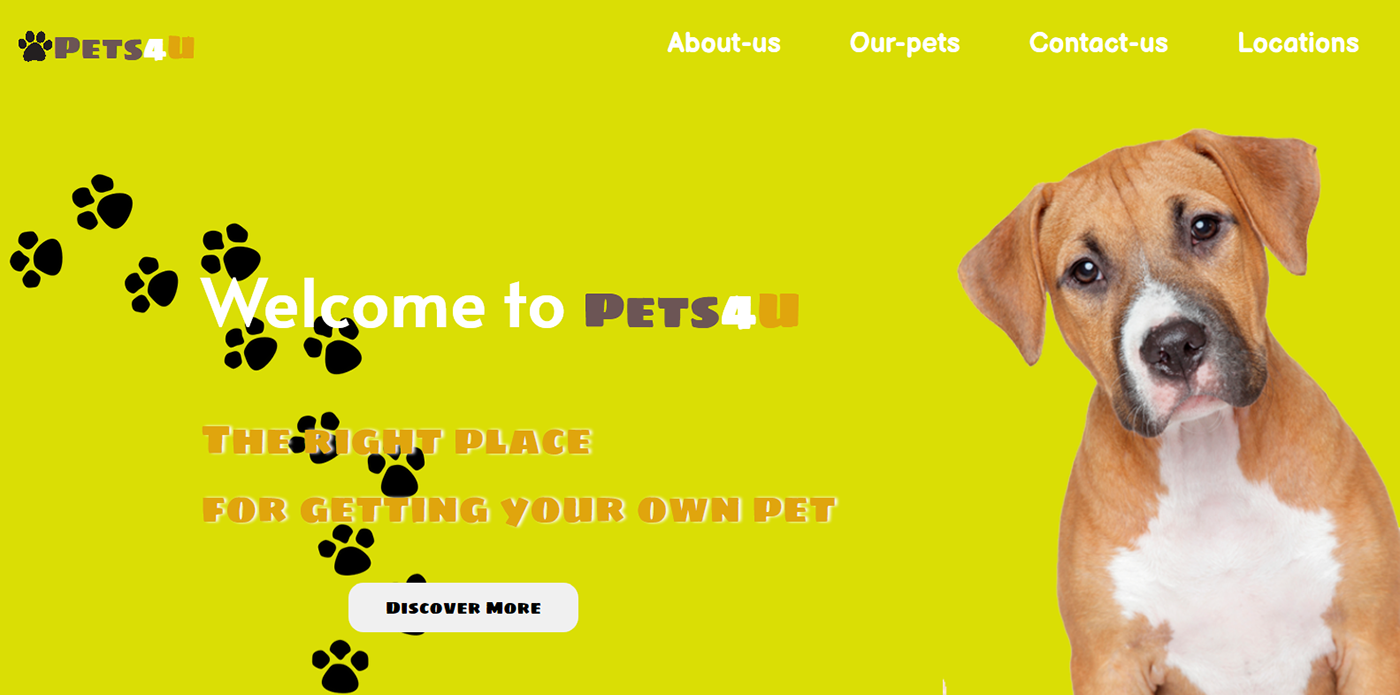 Pets4U
About-us
Our-pets
Contact-us
Locations
Welcome to Pets4U
The right place
for getting your own pet
Discover More